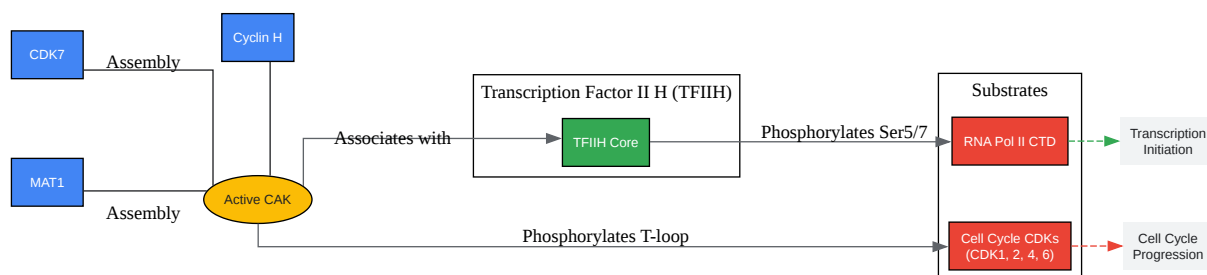 CDK7
Assembly
Cyclin H
MAT1
Assembly
Active CAK
Associates with
Transcription Factor II H (TFIIH)
TFIIH Core
Phosphorylates Ser5/7
Phosphorylates T-loop
Substrates
RNA Pol II CTD
Cell Cycle CDKs
(CDK1, 2, 4, 6)
Transcription
Initiation
Cell Cycle
Progression